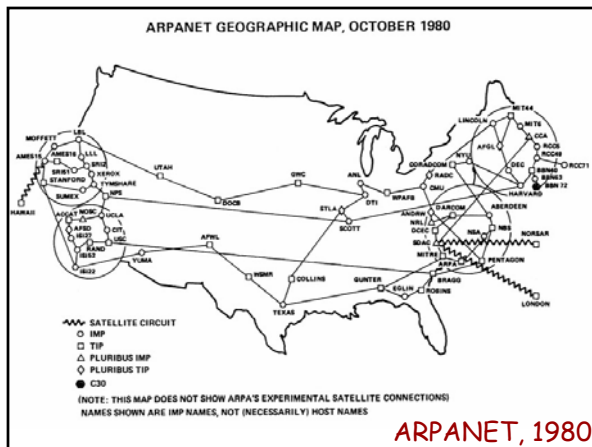 ARPANET GEOGRAPHIC MAP, OCTOBER 1980
MIT44
LINCOLN
MIT6
CCA
RCC5
RCC49
RCC71
AFGL
DEC
BBN40
BBN63
BBN 72
HARVARD
NYU
CORADCOM
RADC
CMU
WPAFB
MOFFETT
LBL
AMES15
AMES16
LLL
SRI2
SRI51
XEROX
STANFORD
TYMSHARE
SUMEX
NPS
HAWAII
UTAH
GWC
DOCB
ANL
DTI
ETLA
SCOTT
ANDRW
DARCOM
ABERDEEN
NRL
DCEC
NSA
NBS
SDAC
NORSAR
MITRE
ARPA
PENTAGON
LONDON
ACCAT
NOSC
UCLA
AFSD
CIT
ISI27
RAND
USC
ISI52
ISI22
YUMA
AFWL
WSMR
COLLINS
TEXAS
GUNTER
EGLIN
ROBINS
BRAGG
SATELLITE CIRCUIT
IMP
TIP
PLURIBUS IMP
PLURIBUS TIP
C30
(NOTE: THIS MAP DOES NOT SHOW ARPA'S EXPERIMENTAL SATELLITE CONNECTIONS)
NAMES SHOWN ARE IMP NAMES, NOT (NECESSARILY) HOST NAMES
ARPANET, 1980